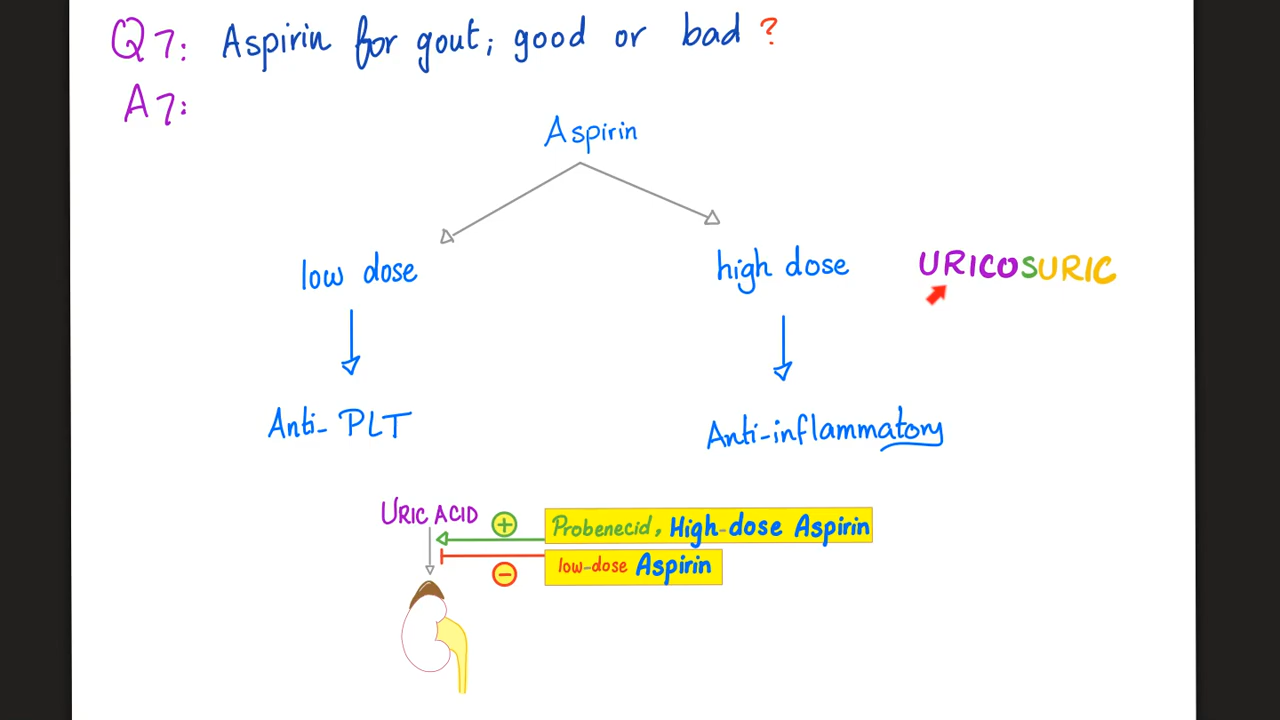 Q7: Aspirin for gout; good or bad ?
A7:
Aspirin
low dose
high dose
URICOSURIC
Anti-PLT
Anti-inflammatory
URIC ACID
+
Probenecid, High-dose Aspirin
−
low-dose Aspirin